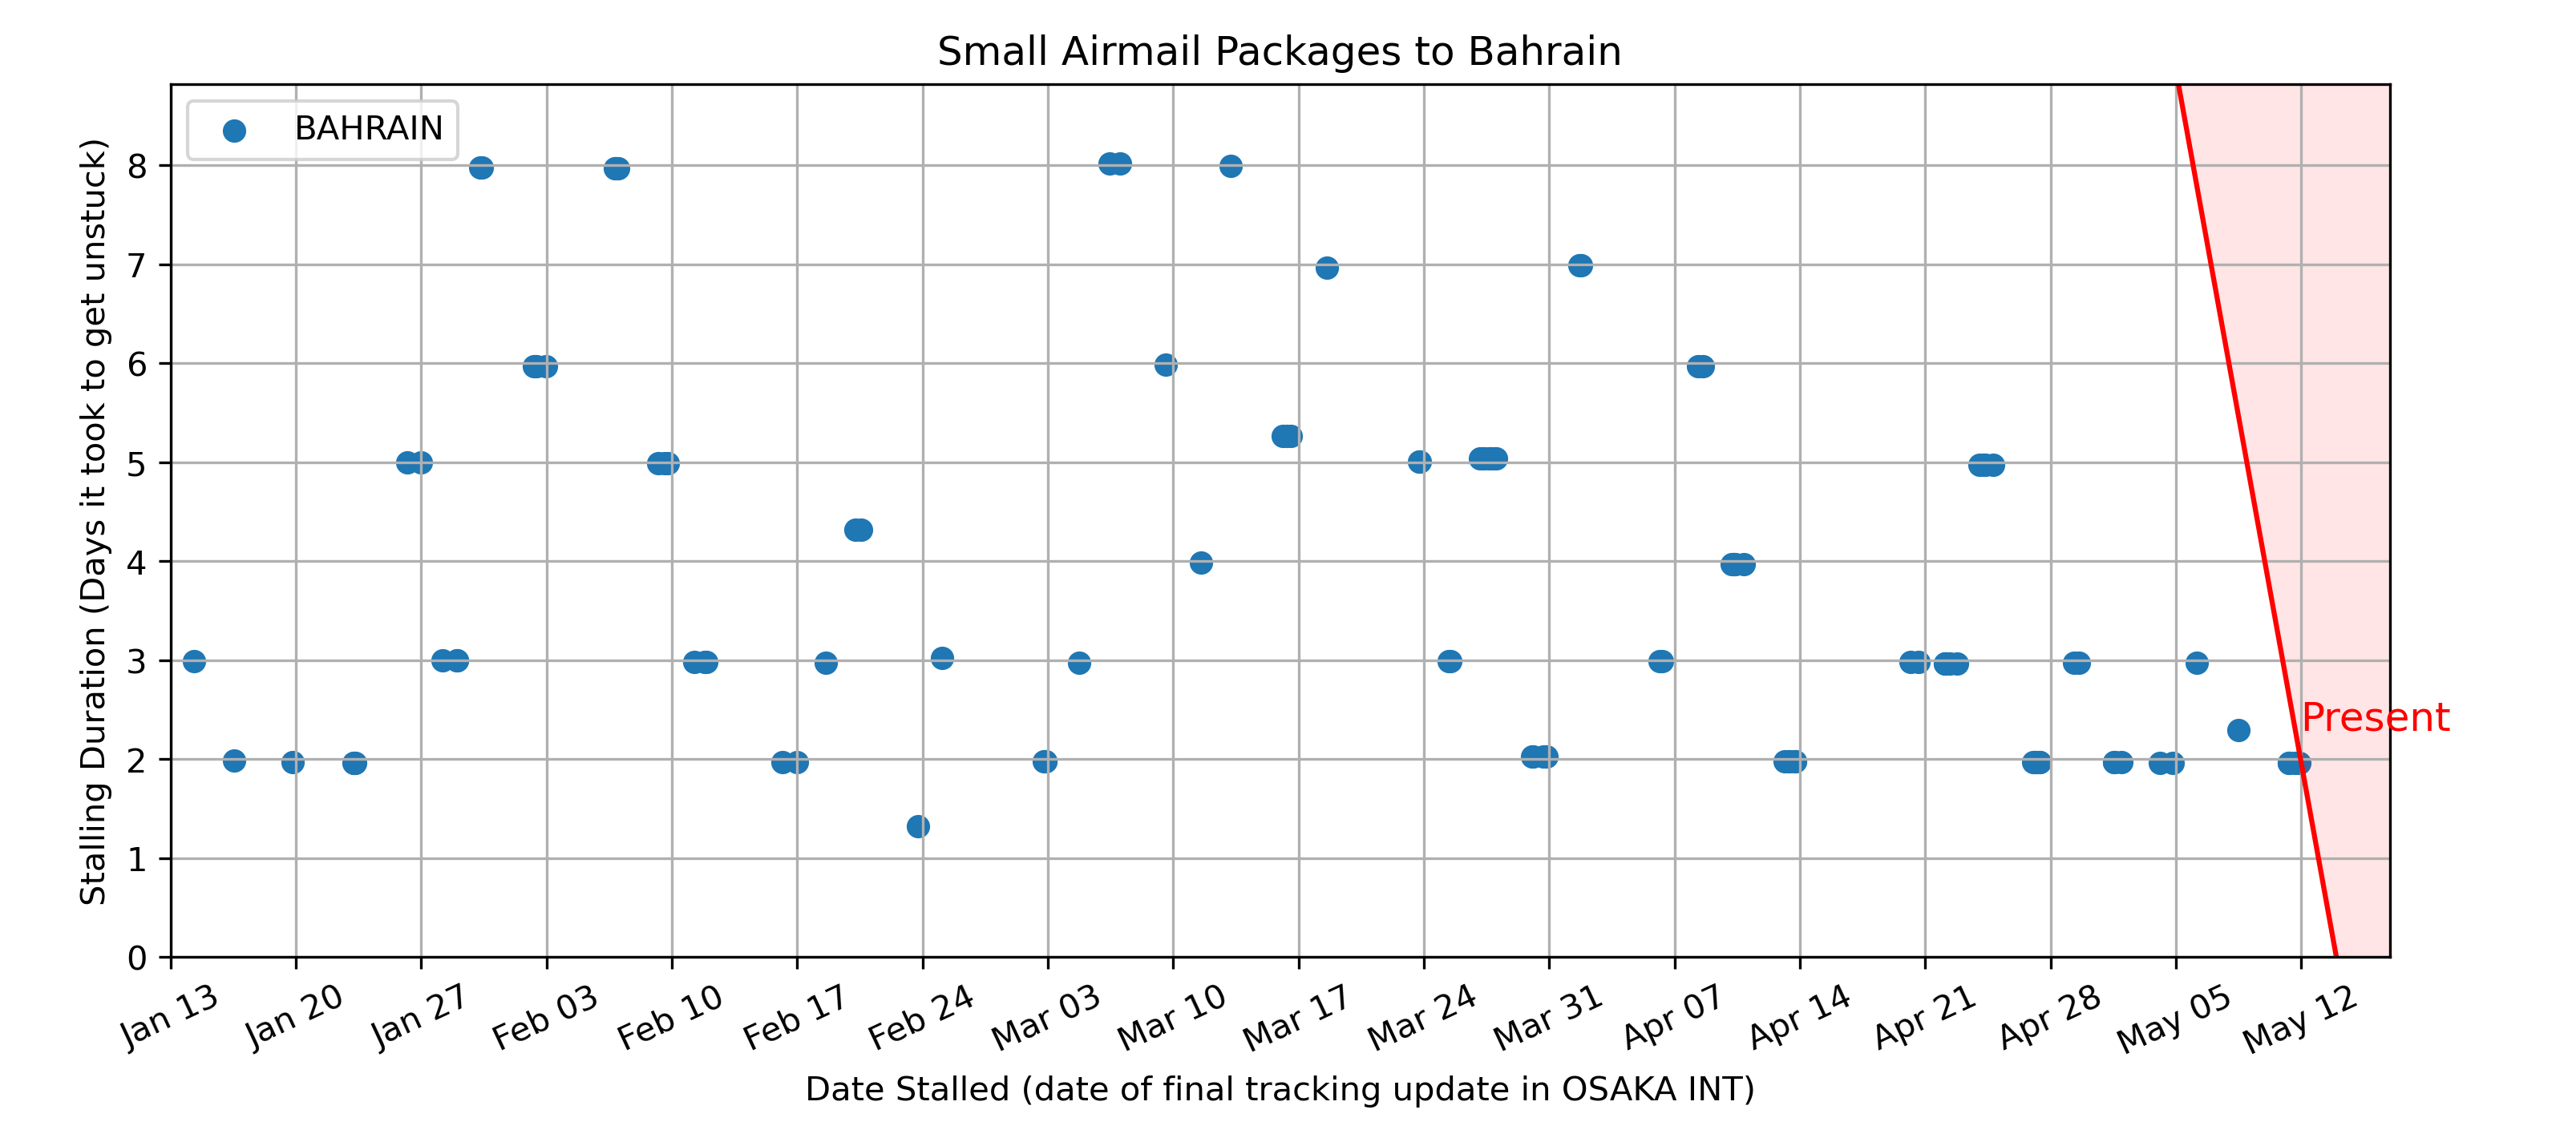 Small Airmail Packages to Bahrain
BAHRAIN
Stalling Duration (Days it took to get unstuck)
8
7
6
5
4
3
2
1
0
Present
Jan 13 Jan 20 Jan 27 Feb 03 Feb 10 Feb 17 Feb 24 Mar 03 Mar 10 Mar 17 Mar 24 Mar 31 Apr 07 Apr 14 Apr 21 Apr 28 May 05 May 12
Date Stalled (date of final tracking update in OSAKA INT)